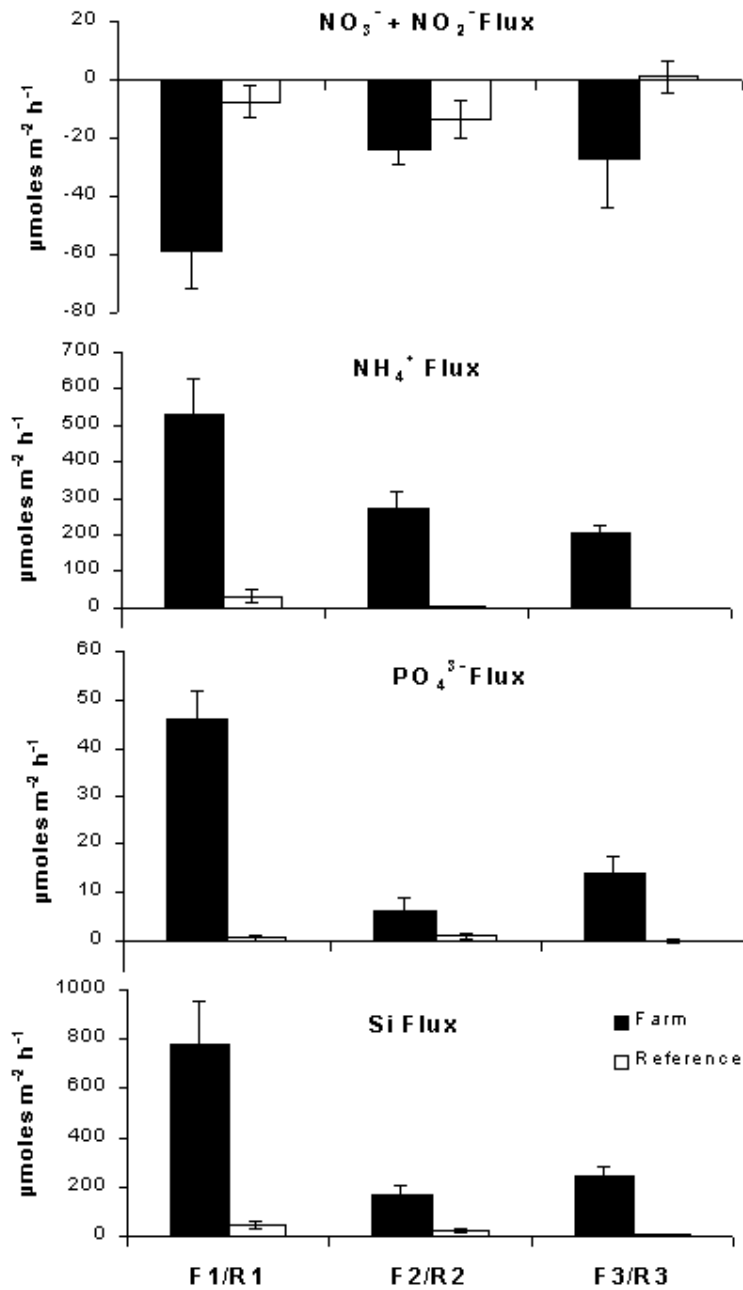 NO₃⁻ + NO₂⁻ Flux
20
0
-20
-40
-60
-80
µmoles m⁻² h⁻¹
NH₄⁺ Flux
700
600
500
400
300
200
100
0
µmoles m⁻² h⁻¹
PO₄³⁻ Flux
60
50
40
30
20
10
0
µmoles m⁻² h⁻¹
Si Flux
1000
800
600
400
200
0
µmoles m⁻² h⁻¹
Farm
Reference
F1/R1 F2/R2 F3/R3